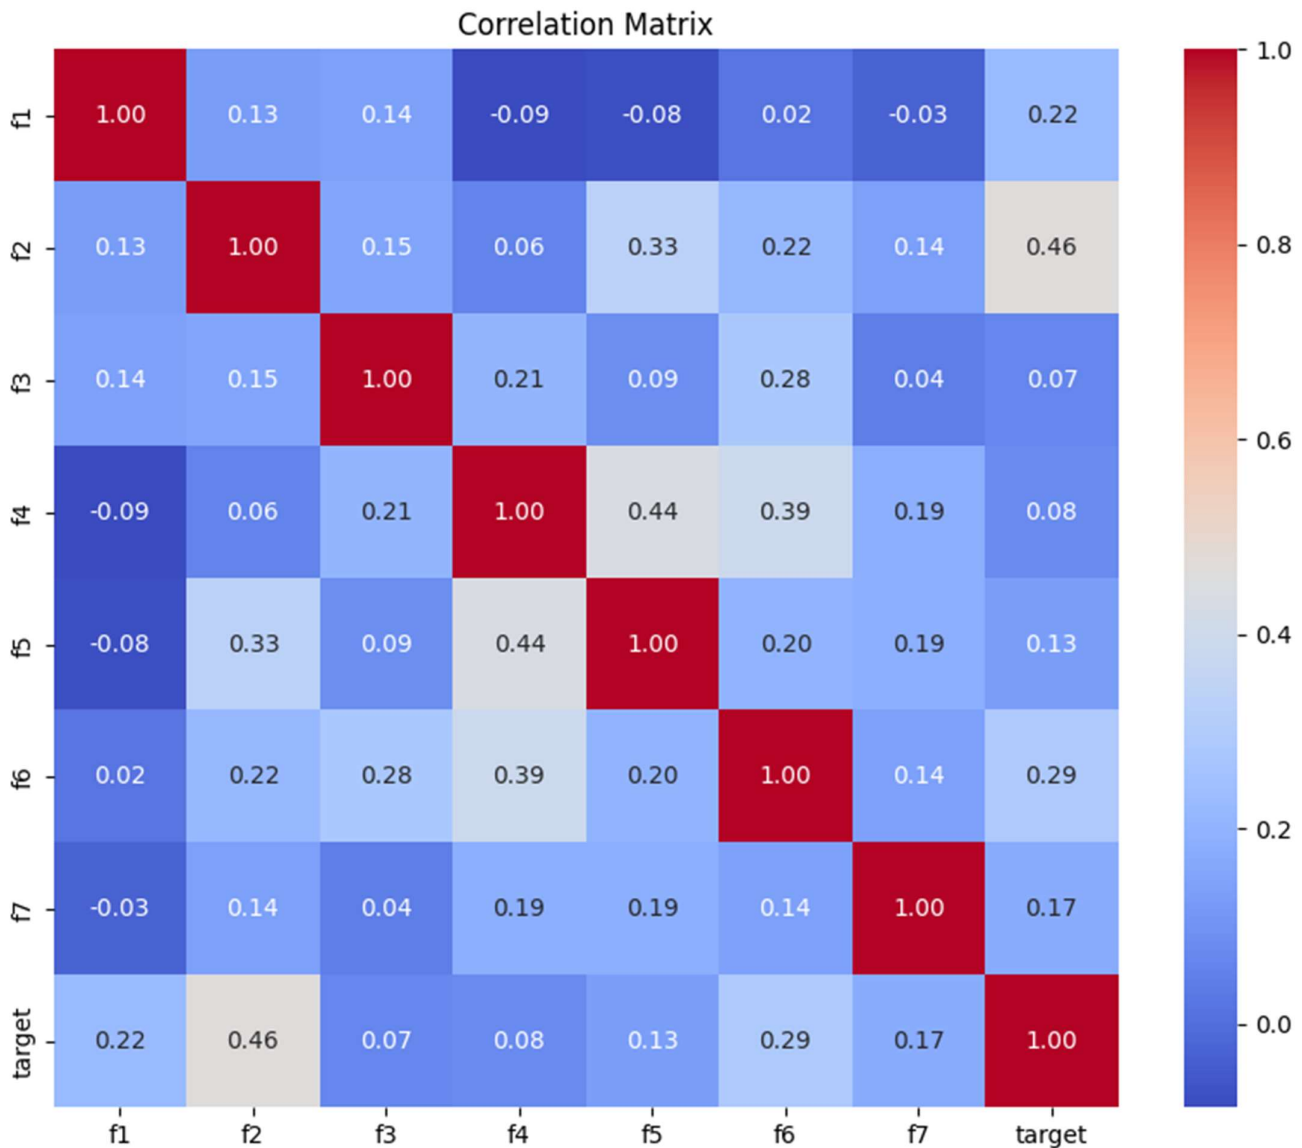 Correlation Matrix
f1 1.00 0.13 0.14 -0.09 -0.08 0.02 -0.03 0.22
f2 0.13 1.00 0.15 0.06 0.33 0.22 0.14 0.46
f3 0.14 0.15 1.00 0.21 0.09 0.28 0.04 0.07
f4 -0.09 0.06 0.21 1.00 0.44 0.39 0.19 0.08
f5 -0.08 0.33 0.09 0.44 1.00 0.20 0.19 0.13
f6 0.02 0.22 0.28 0.39 0.20 1.00 0.14 0.29
f7 -0.03 0.14 0.04 0.19 0.19 0.14 1.00 0.17
target 0.22 0.46 0.07 0.08 0.13 0.29 0.17 1.00
f1 f2 f3 f4 f5 f6 f7 target
1.0
0.8
0.6
0.4
0.2
0.0